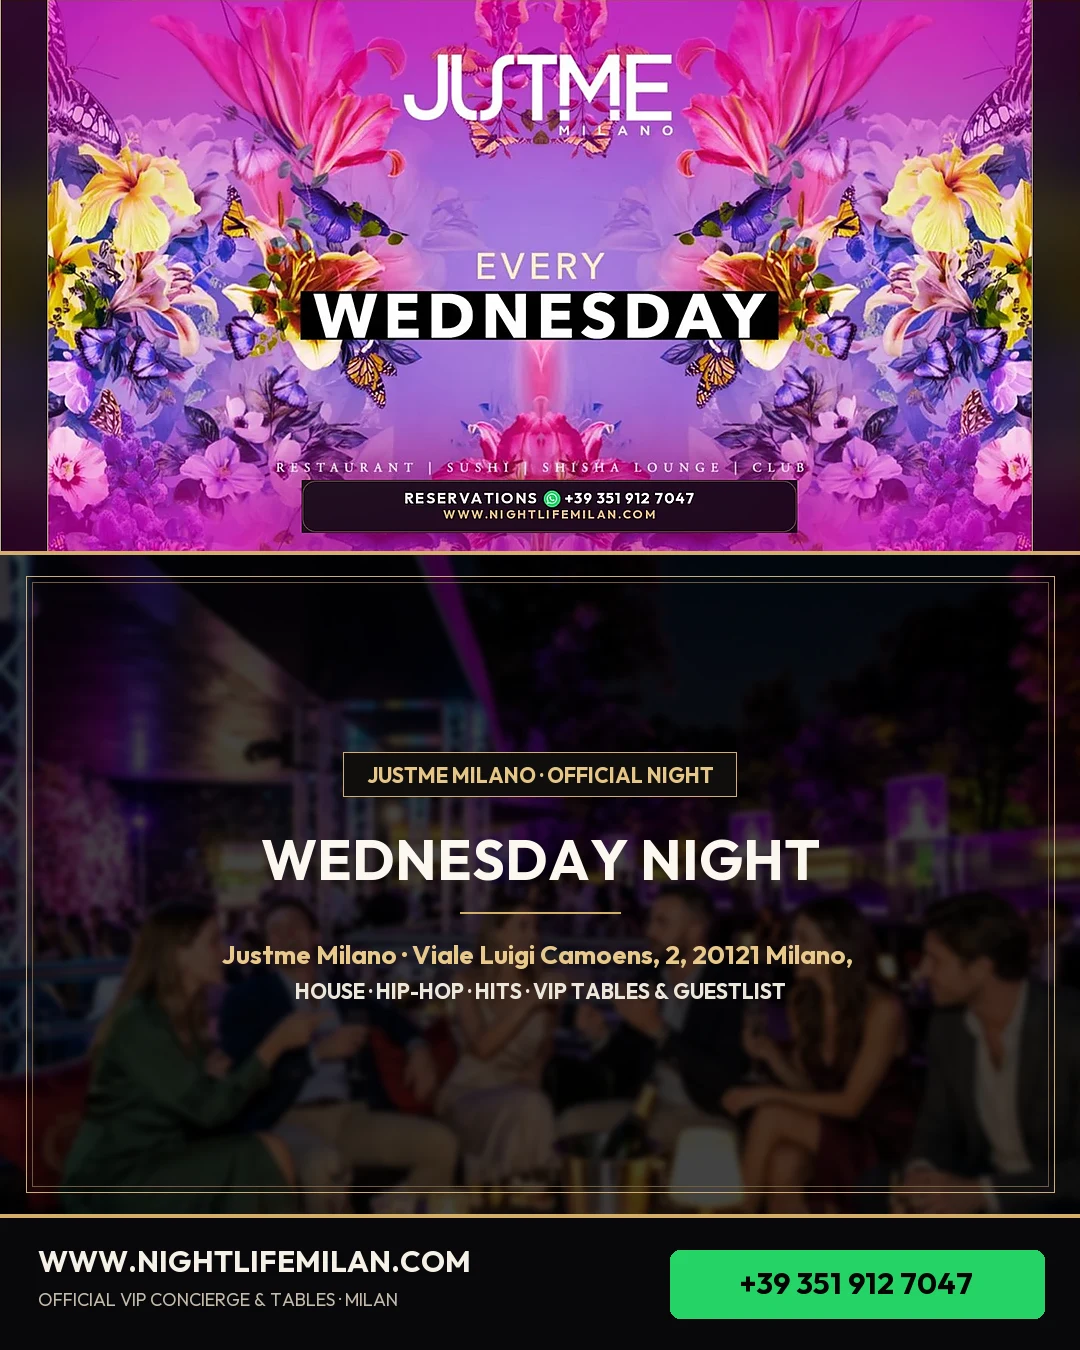 JUSTME
MILANO
EVERY
WEDNESDAY
RESTAURANT | SUSHI | SHISHA LOUNGE | CLUB
RESERVATIONS +39 351 912 7047
WWW.NIGHTLIFEMILAN.COM
JUSTME MILANO · OFFICIAL NIGHT
WEDNESDAY NIGHT
Justme Milano · Viale Luigi Camoens, 2, 20121 Milano,
HOUSE · HIP-HOP · HITS · VIP TABLES & GUESTLIST
WWW.NIGHTLIFEMILAN.COM
OFFICIAL VIP CONCIERGE & TABLES · MILAN
+39 351 912 7047